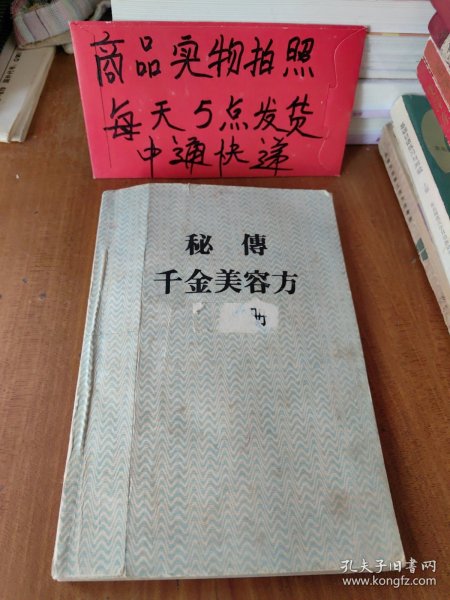 商品实物拍照
每天5点发货
中通快递
秘傳
千金美容方
孔夫子旧书网
www.kongfz.com